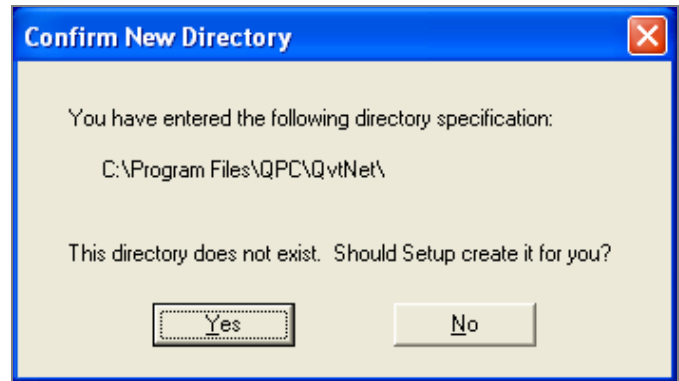 Confirm New Directory
You have entered the following directory specification:
C:\Program Files\QPC\QvtNet\
This directory does not exist.  Should Setup create it for you?
Yes
No